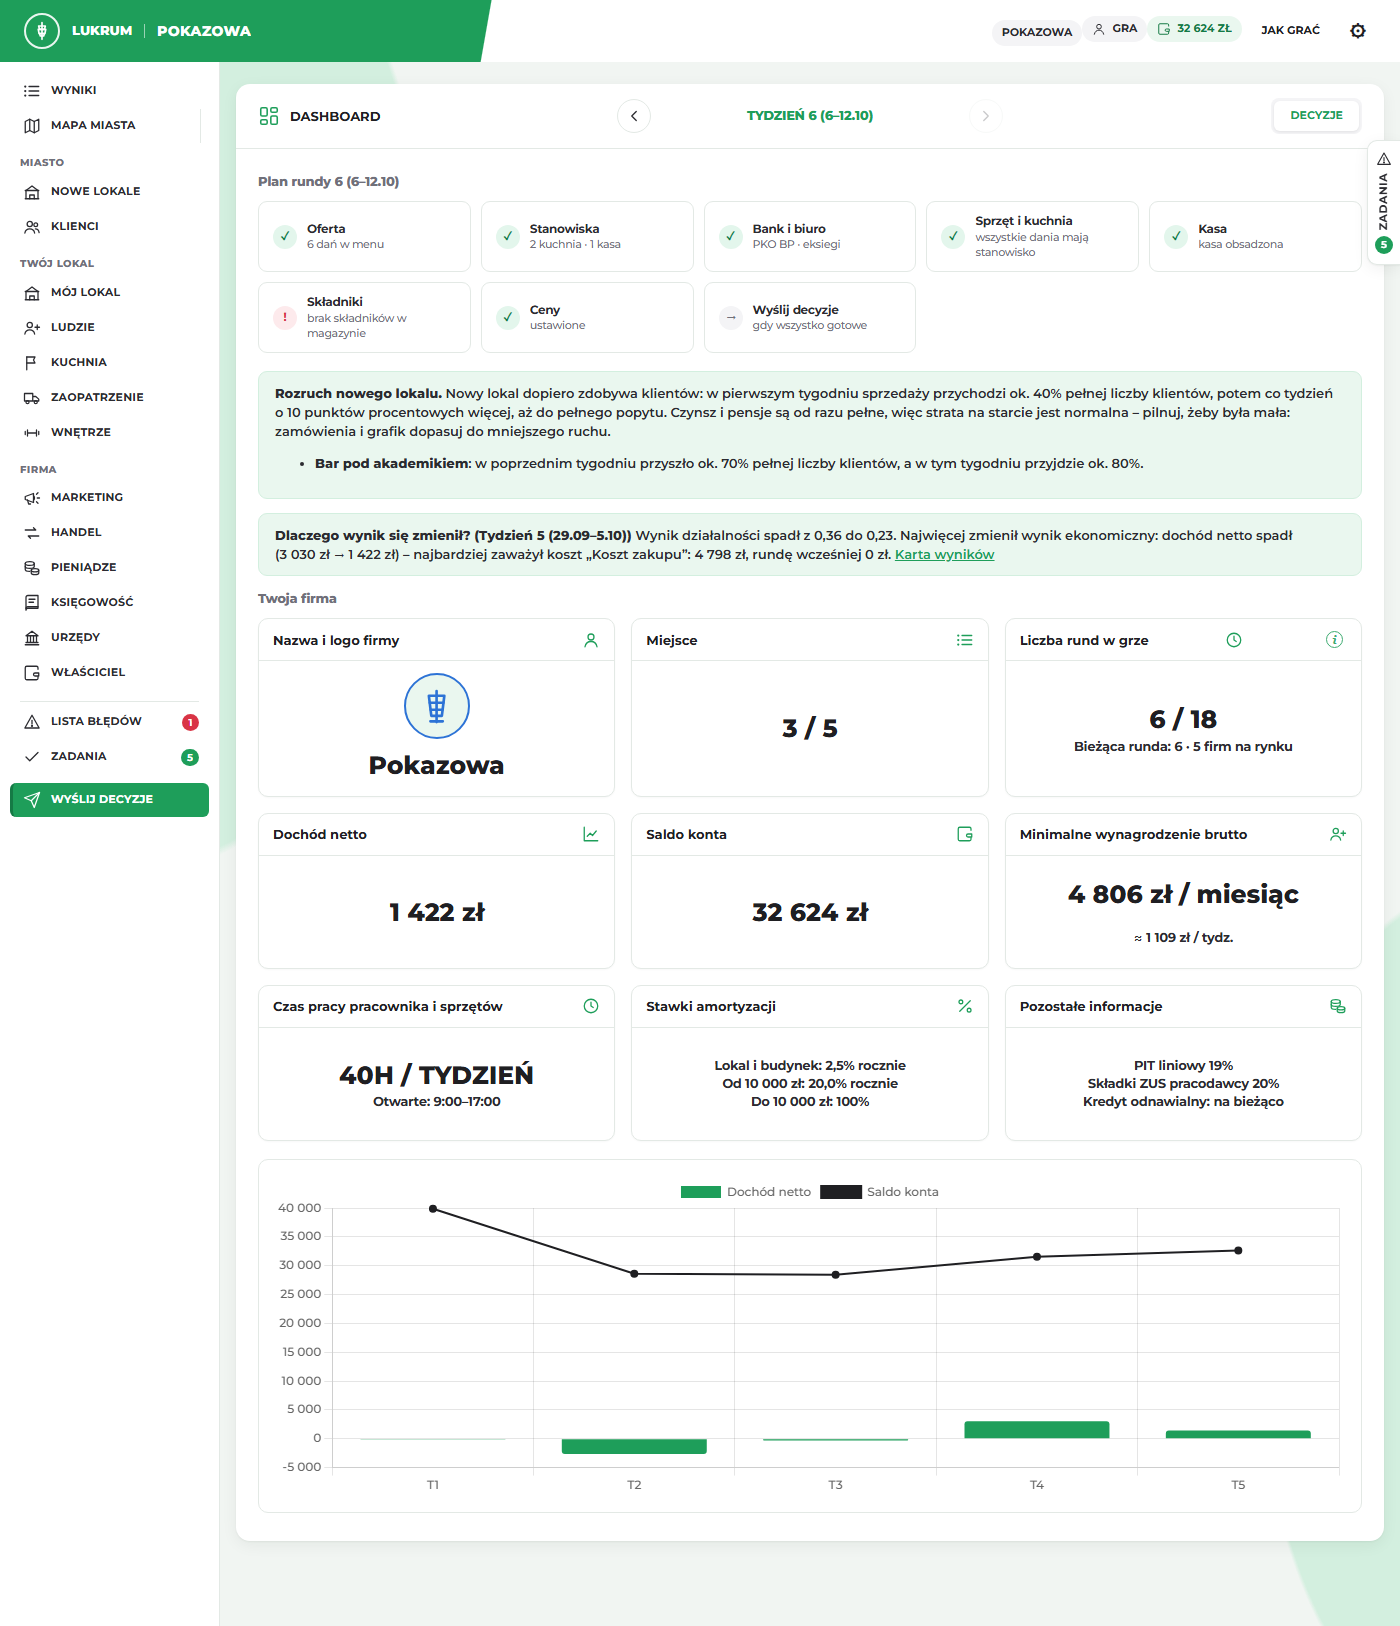 LUKRUM
POKAZOWA
POKAZOWA
GRA
32 624 ZŁ
JAK GRAĆ
WYNIKI
MAPA MIASTA
MIASTO
NOWE LOKALE
KLIENCI
TWÓJ LOKAL
MÓJ LOKAL
LUDZIE
KUCHNIA
ZAOPATRZENIE
WNĘTRZE
FIRMA
MARKETING
HANDEL
PIENIĄDZE
KSIĘGOWOŚĆ
URZĘDY
WŁAŚCICIEL
LISTA BŁĘDÓW 1
ZADANIA 5
WYŚLIJ DECYZJE
DASHBOARD
TYDZIEŃ 6 (6–12.10)
DECYZJE
ZADANIA
5
Plan rundy 6 (6–12.10)
Oferta
6 dań w menu
Stanowiska
2 kuchnia · 1 kasa
Bank i biuro
PKO BP · eksiegi
Sprzęt i kuchnia
wszystkie dania mają
stanowisko
Kasa
kasa obsadzona
Składniki
brak składników w
magazynie
Ceny
ustawione
Wyślij decyzje
gdy wszystko gotowe
Rozruch nowego lokalu. Nowy lokal dopiero zdobywa klientów: w pierwszym tygodniu sprzedaży przychodzi ok. 40% pełnej liczby klientów, potem co tydzień
o 10 punktów procentowych więcej, aż do pełnego popytu. Czynsz i pensje są od razu pełne, więc strata na starcie jest normalna – pilnuj, żeby była mała:
zamówienia i grafik dopasuj do mniejszego ruchu.
• Bar pod akademikiem: w poprzednim tygodniu przyszło ok. 70% pełnej liczby klientów, a w tym tygodniu przyjdzie ok. 80%.
Dlaczego wynik się zmienił? (Tydzień 5 (29.09–5.10)) Wynik działalności spadł z 0,36 do 0,23. Najwięcej zmienił wynik ekonomiczny: dochód netto spadł
(3 030 zł → 1 422 zł) – najbardziej zaważył koszt „Koszt zakupu”: 4 798 zł, rundę wcześniej 0 zł. Karta wyników
Twoja firma
Nazwa i logo firmy
Pokazowa
Miejsce
3 / 5
Liczba rund w grze
6 / 18
Bieżąca runda: 6 · 5 firm na rynku
Dochód netto
1 422 zł
Saldo konta
32 624 zł
Minimalne wynagrodzenie brutto
4 806 zł / miesiąc
≈ 1 109 zł / tydz.
Czas pracy pracownika i sprzętów
40H / TYDZIEŃ
Otwarte: 9:00–17:00
Stawki amortyzacji
Lokal i budynek: 2,5% rocznie
Od 10 000 zł: 20,0% rocznie
Do 10 000 zł: 100%
Pozostałe informacje
PIT liniowy 19%
Składki ZUS pracodawcy 20%
Kredyt odnawialny: na bieżąco
Dochód netto
Saldo konta
40 000
35 000
30 000
25 000
20 000
15 000
10 000
5 000
0
-5 000
T1
T2
T3
T4
T5